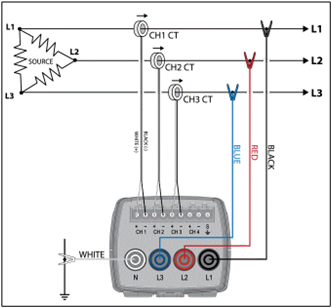 L1
CH1 CT
L1
L2
SOURCE
CH2 CT
L2
L3
CH3 CT
L3
WHITE (+)
BLACK (-)
BLUE
RED
BLACK
+ - + - + - + - S
CH 1 CH 2 CH 3 CH 4
WHITE
N L3 L2 L1